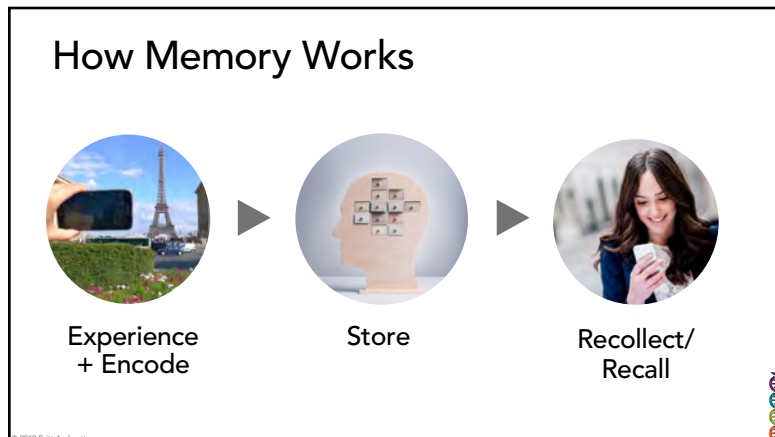 How Memory Works
Experience
+ Encode
Store
Recollect/
Recall